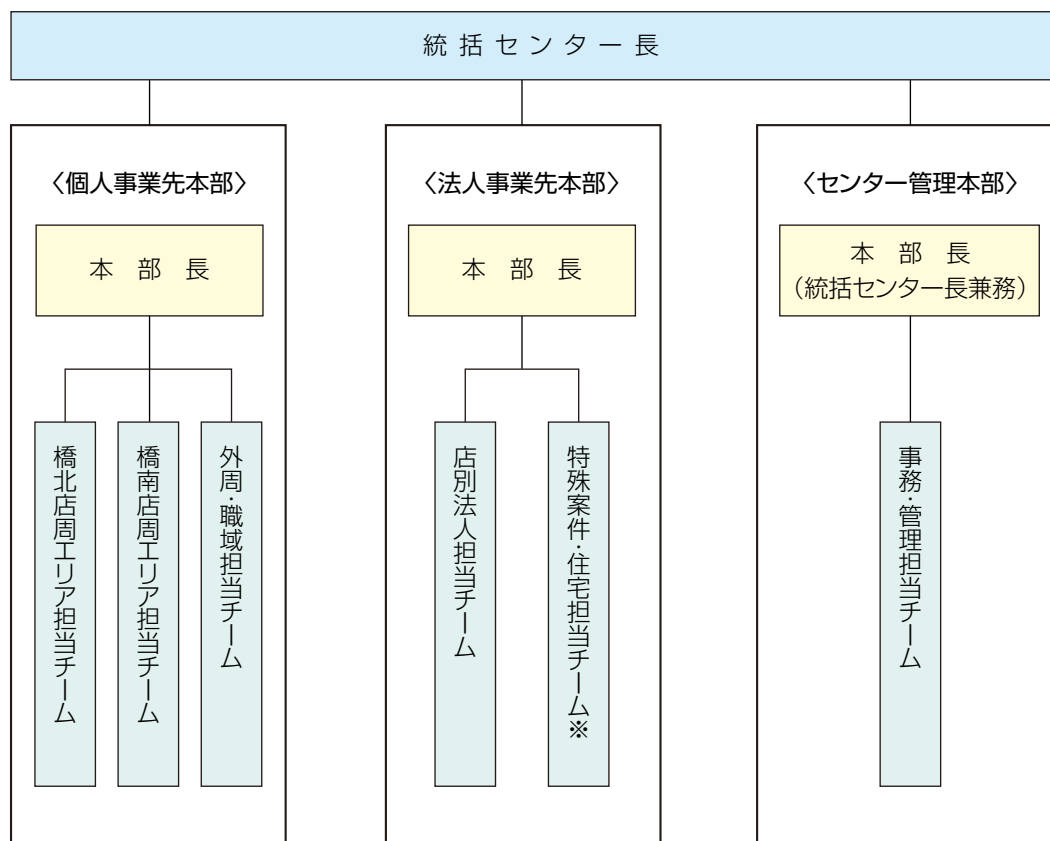 統括センター長
〈個人事業先本部〉
本部長
橋北店周エリア担当チーム
橋南店周エリア担当チーム
外周・職域担当チーム
〈法人事業先本部〉
本部長
店別法人担当チーム
特殊案件・住宅担当チーム※
〈センター管理本部〉
本部長
（統括センター長兼務）
事務・管理担当チーム